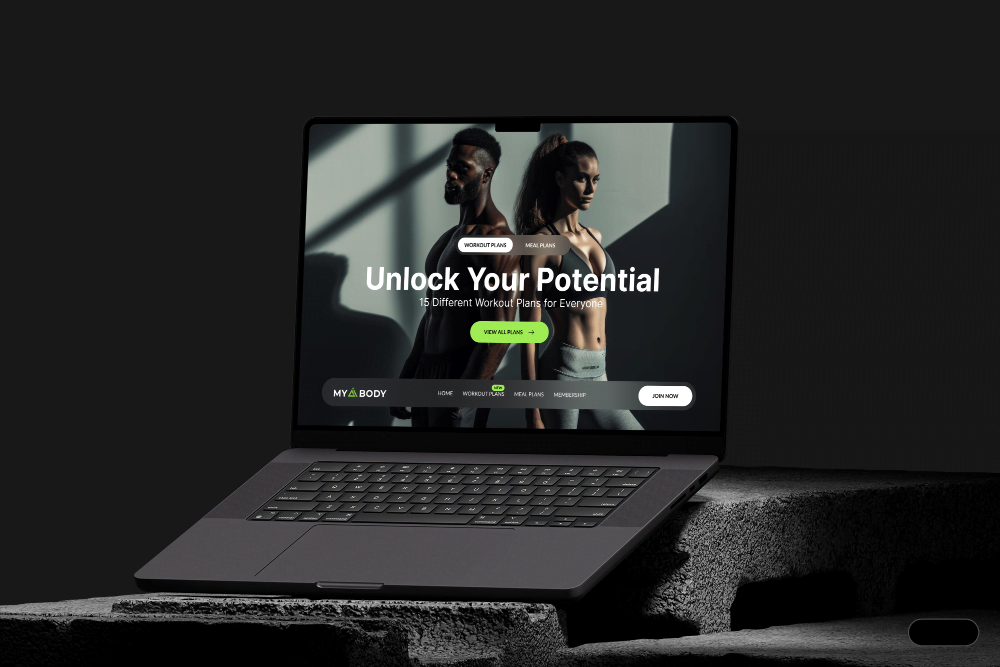 WORKOUT PLANS MEAL PLANS
Unlock Your Potential
15 Different Workout Plans for Everyone
VIEW ALL PLANS →
NEW
MY BODY HOME WORKOUT PLANS MEAL PLANS MEMBERSHIP JOIN NOW